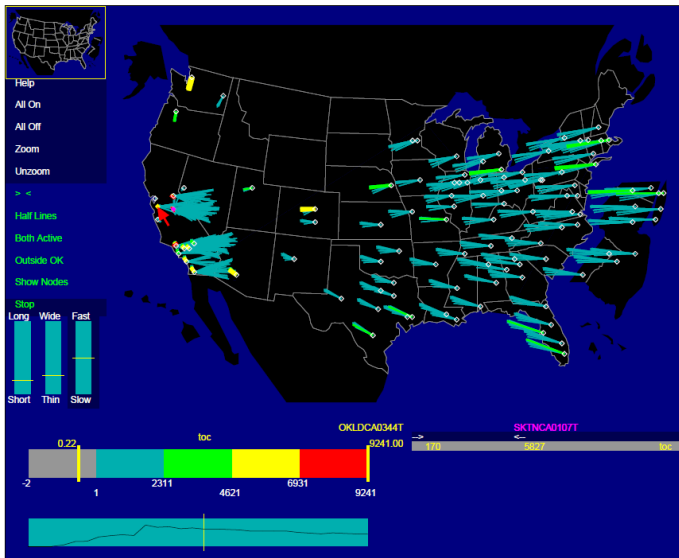 Help
All On
All Off
Zoom
Unzoom
> <
Half Lines
Both Active
Outside OK
Show Nodes
Stop
Long Wide Fast
Short Thin Slow
OKLDCA0344T SKTNCA0107T
0.22 toc 9241.00
170 5827 toc
-2 2311 6931
1 4621 9241